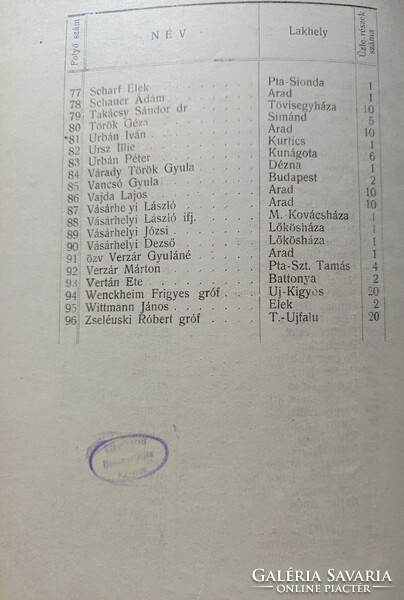 Folyó szám NÉV Lakhely Üzle. részek száma
77 Scharf Elek Pta-Sionda 1
78 Schauer Ádám Arad 1
79 Takácsy Sándor dr Tövisegyháza 10
80 Török Géza Simánd 5
81 Urbán Iván Arad 10
82 Ursz Illie Kurtics 1
83 Urbán Péter Kunágota 6
84 Várady Török Gyula Dézna 1
85 Vancsó Gyula Budapest 2
86 Vajda Lajos Arad 10
87 Vásárhe yi László Arad 10
88 Vásárhelyi László ifj. M. Kovácsháza 1
89 Vásárhelyi Józsi Lőkösháza 1
90 Vásárhelyi Dezső Lőkösháza 1
91 özv Verzár Gyuláné Arad 1
92 Verzár Márton Pta-Szt. Tamás 4
93 Vertán Ete Battonya 2
94 Wenckheim Frigyes gróf Uj-Kigyós 20
95 Wittmann János Elek 2
96 Zseléuski Róbert gróf T.-Ujfalu 20
GALÉRIA SAVARIA
ONLINE PIACTÉR